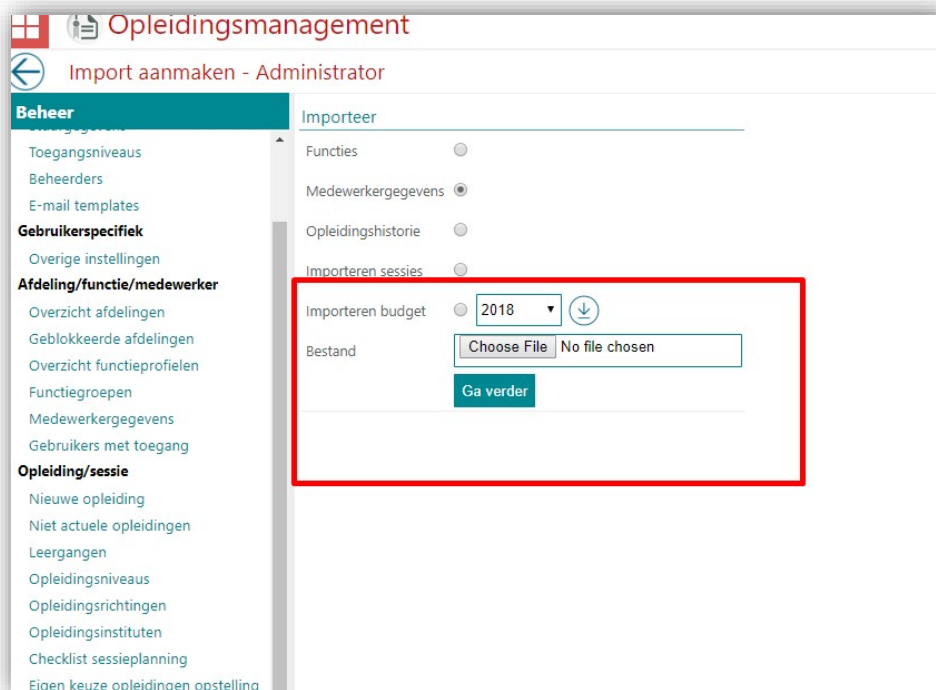 Opleidingsmanagement
Import aanmaken - Administrator
Beheer
Toegangsniveaus
Beheerders
E-mail templates
Gebruikerspecifiek
Overige instellingen
Afdeling/functie/medewerker
Overzicht afdelingen
Geblokkeerde afdelingen
Overzicht functieprofielen
Functiegroepen
Medewerkergegevens
Gebruikers met toegang
Opleiding/sessie
Nieuwe opleiding
Niet actuele opleidingen
Leergangen
Opleidingsniveaus
Opleidingsrichtingen
Opleidingsinstituten
Checklist sessieplanning
Eigen keuze opleidingen opstelling
Importeer
Functies
Medewerkergegevens
Opleidingshistorie
Importeren sessies
Importeren budget 2018
Bestand Choose File No file chosen
Ga verder